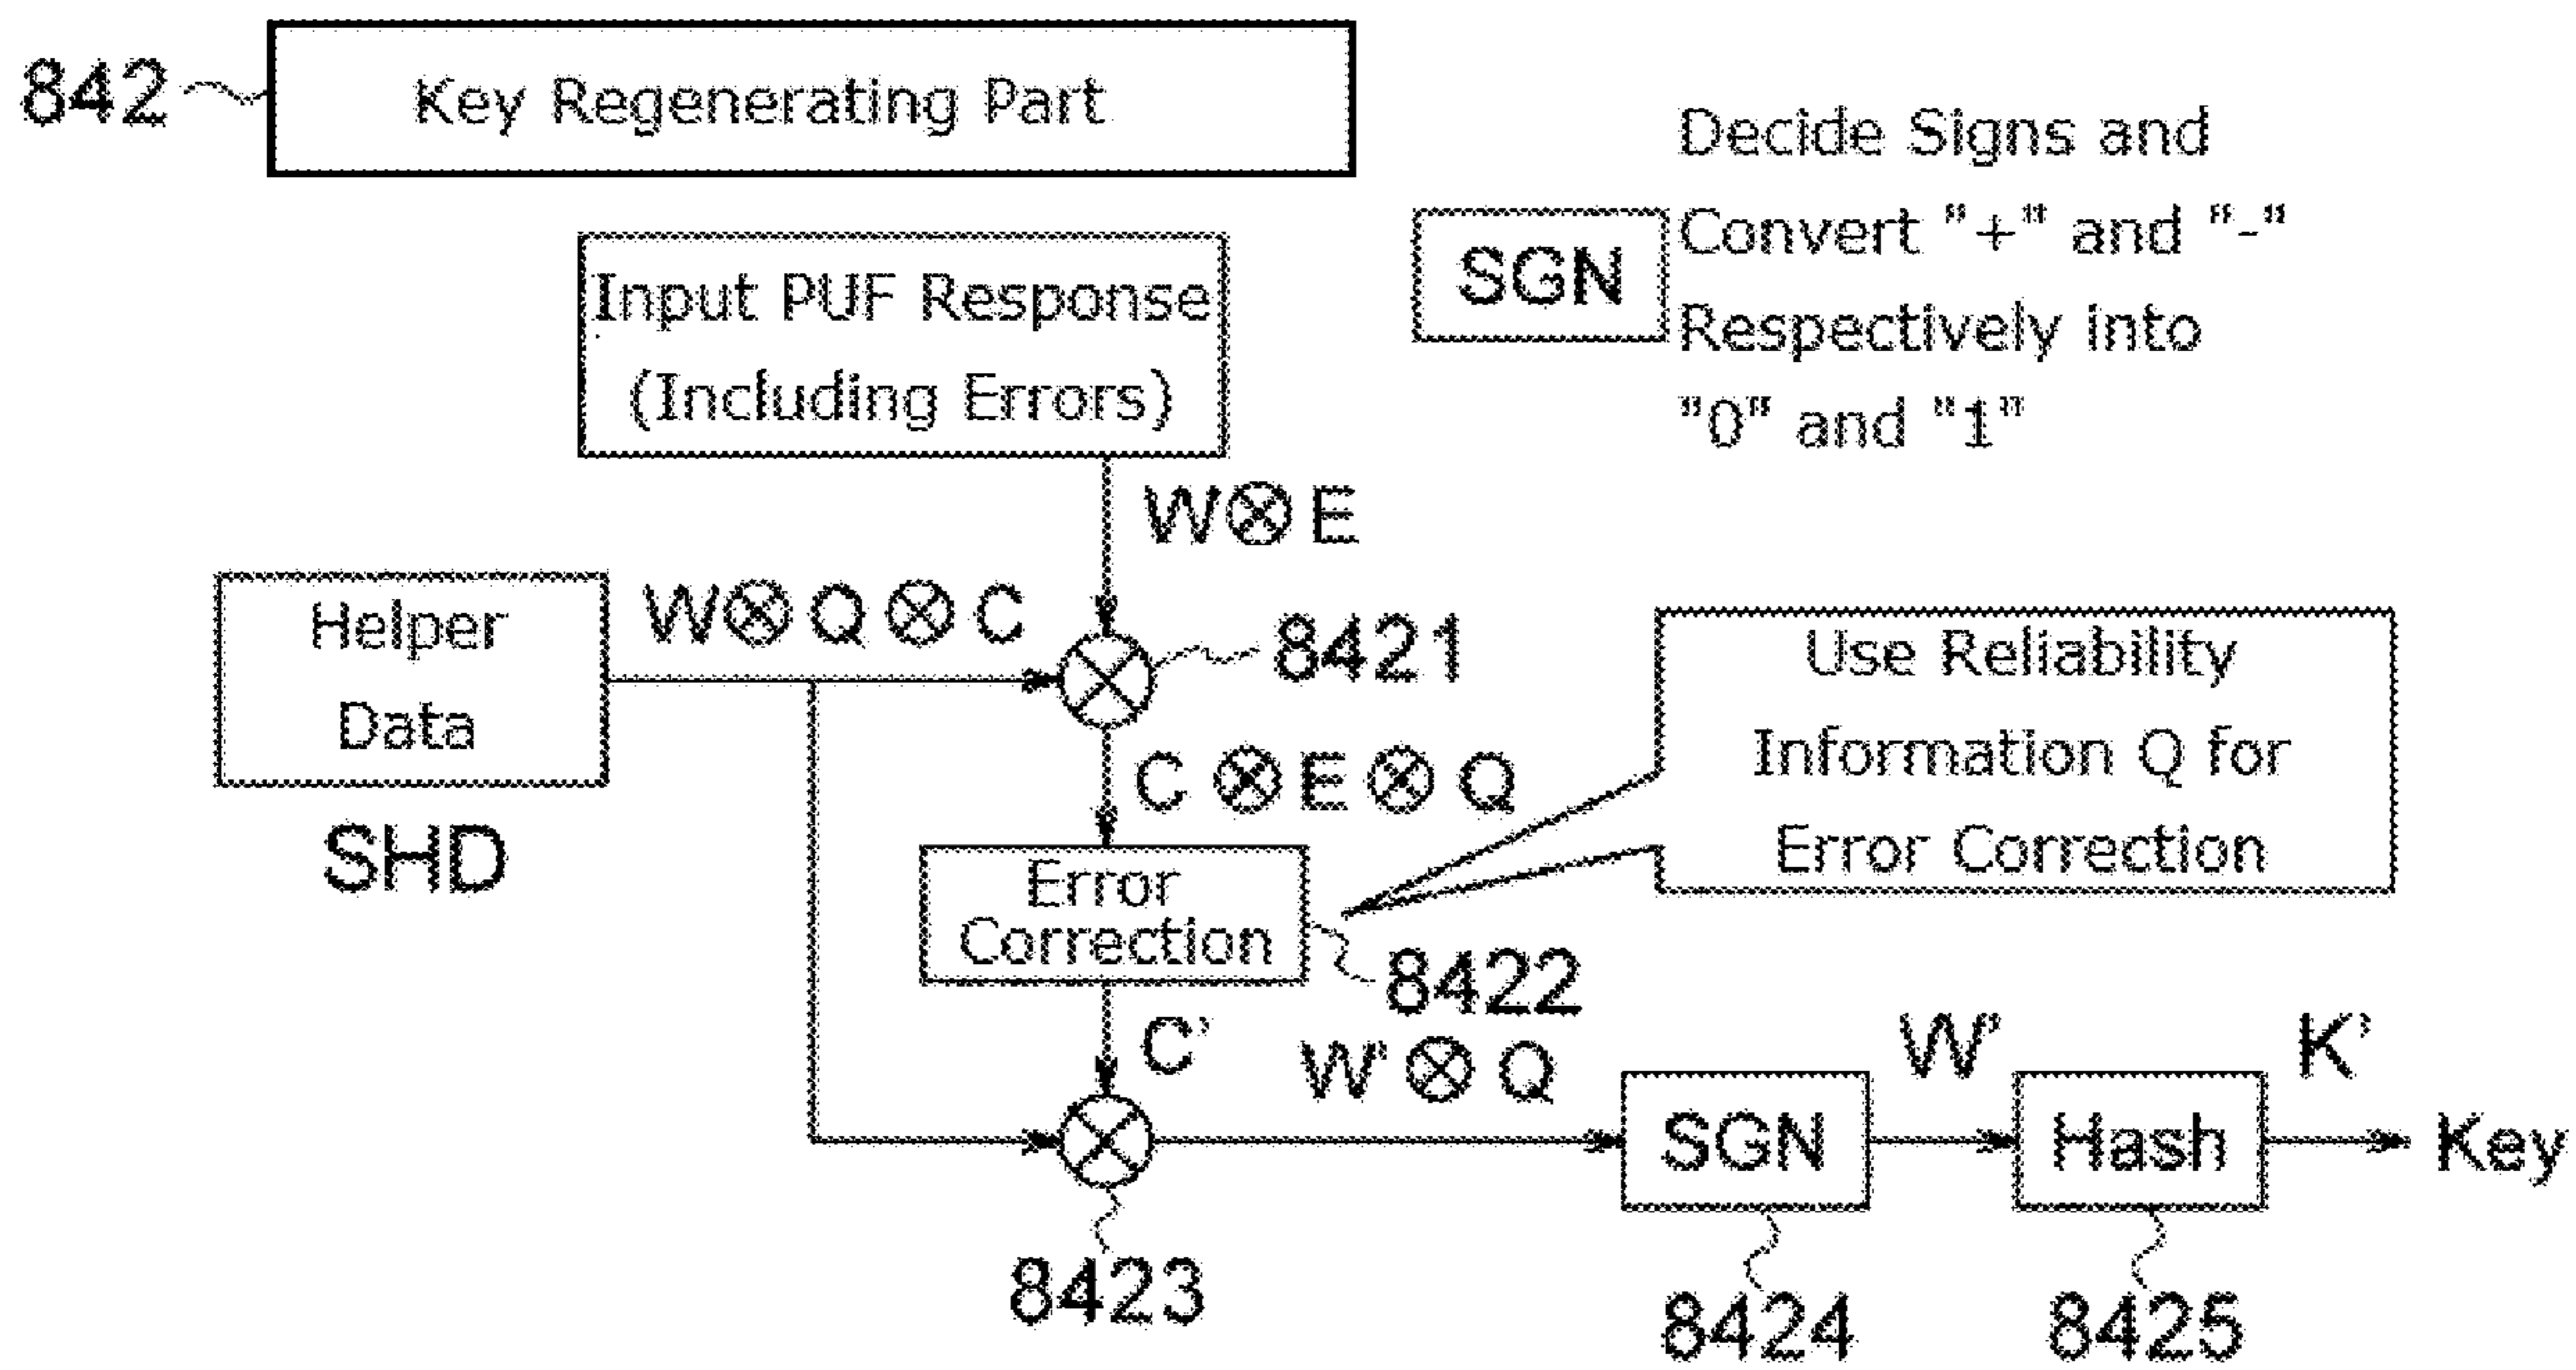 842
Key Regenerating Part
Decide Signs and
Convert "+" and "-"
Respectively into
"0" and "1"
SGN
Input PUF Response
(Including Errors)
W⊗E
Helper
Data
SHD
W⊗Q⊗C
8421
Use Reliability
Information Q for
Error Correction
C⊗E⊗Q
Error
Correction
8422
C'
W'⊗Q
8423
SGN
8424
W'
Hash
8425
K'
Key